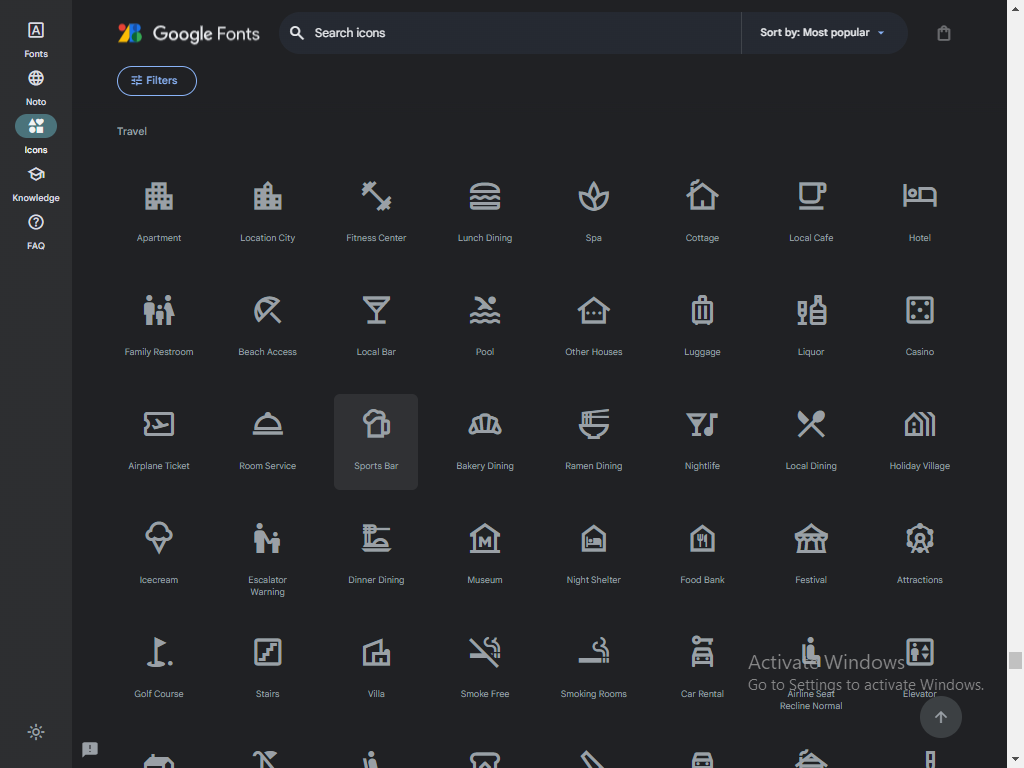 Google Fonts
Search icons
Sort by: Most popular
Fonts
Noto
Icons
Knowledge
FAQ
Filters
Travel
Apartment
Location City
Fitness Center
Lunch Dining
Spa
Cottage
Local Cafe
Hotel
Family Restroom
Beach Access
Local Bar
Pool
Other Houses
Luggage
Liquor
Casino
Airplane Ticket
Room Service
Sports Bar
Bakery Dining
Ramen Dining
Nightlife
Local Dining
Holiday Village
Icecream
Escalator
Warning
Dinner Dining
Museum
Night Shelter
Food Bank
Festival
Attractions
Golf Course
Stairs
Villa
Smoke Free
Smoking Rooms
Car Rental
Airline Seat
Recline Normal
Elevator
Activate Windows
Go to Settings to activate Windows.